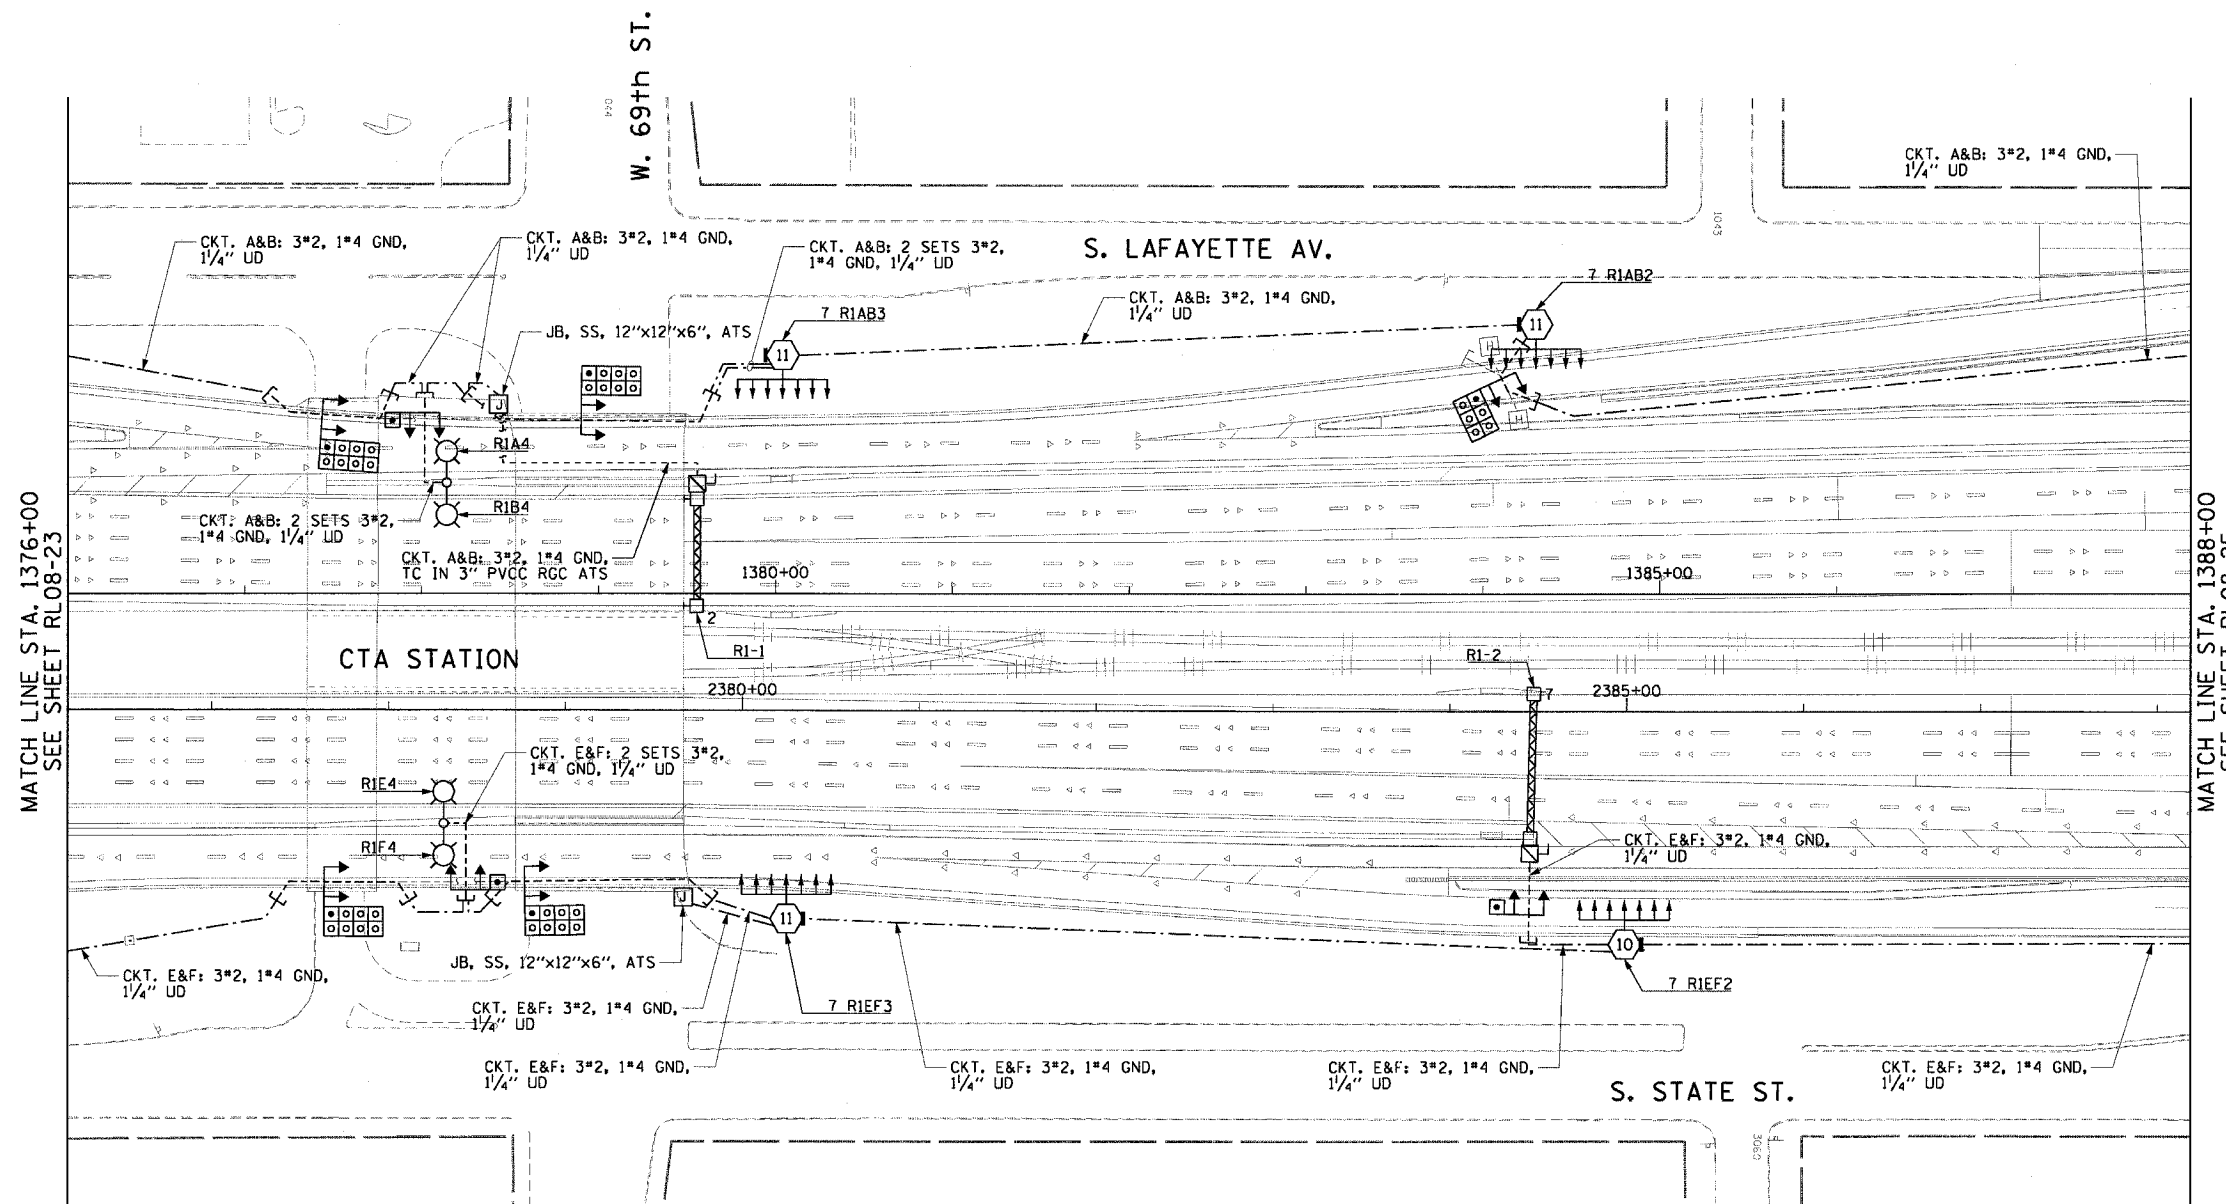 W. 69th ST.
044
CKT. A&B: 3#2, 1#4 GND,
1¼" UD
1043
CKT. A&B: 3#2, 1#4 GND,
1¼" UD
CKT. A&B: 3#2, 1#4 GND,
1¼" UD
CKT. A&B: 2 SETS 3#2,
1#4 GND, 1¼" UD
S. LAFAYETTE AV.
7 R1AB2
CKT. A&B: 3#2, 1#4 GND,
1¼" UD
7 R1AB3
JB, SS, 12"x12"x6", ATS
11
11
H
H
J
R1A4
R1B4
CKT. A&B: 2 SETS 3#2,
1#4 GND, 1¼" UD
CKT. A&B: 3#2, 1#4 GND,
TC IN 3" PVCC RGC ATS
1380+00
1385+00
MATCH LINE STA. 1376+00
SEE SHEET RL08-23
MATCH LINE STA. 1388+00
2
R1-1
R1-2
CTA STATION
2380+00
7
2385+00
CKT. E&F: 2 SETS 3#2,
1#4 GND, 1¼" UD
R1E4
R1F4
CKT. E&F: 3#2, 1#4 GND,
1¼" UD
J
11
10
JB, SS, 12"x12"x6", ATS
CKT. E&F: 3#2, 1#4 GND,
1¼" UD
7 R1EF2
CKT. E&F: 3#2, 1#4 GND,
1¼" UD
7 R1EF3
CKT. E&F: 3#2, 1#4 GND,
1¼" UD
CKT. E&F: 3#2, 1#4 GND,
1¼" UD
CKT. E&F: 3#2, 1#4 GND,
1¼" UD
CKT. E&F: 3#2, 1#4 GND,
1¼" UD
S. STATE ST.
3060